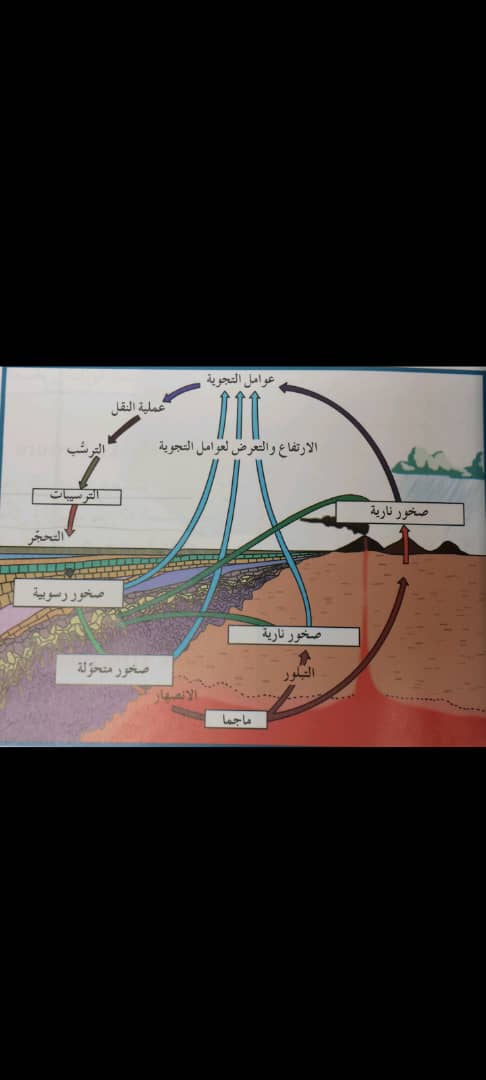 عوامل التجوية
عملية النقل
الارتفاع والتعرض لعوامل التجوية
الترسُّب
الترسيبات
صخور نارية
التحجّر
صخور رسوبية
صخور نارية
صخور متحوّلة
التبلور
الانصهار
ماجما